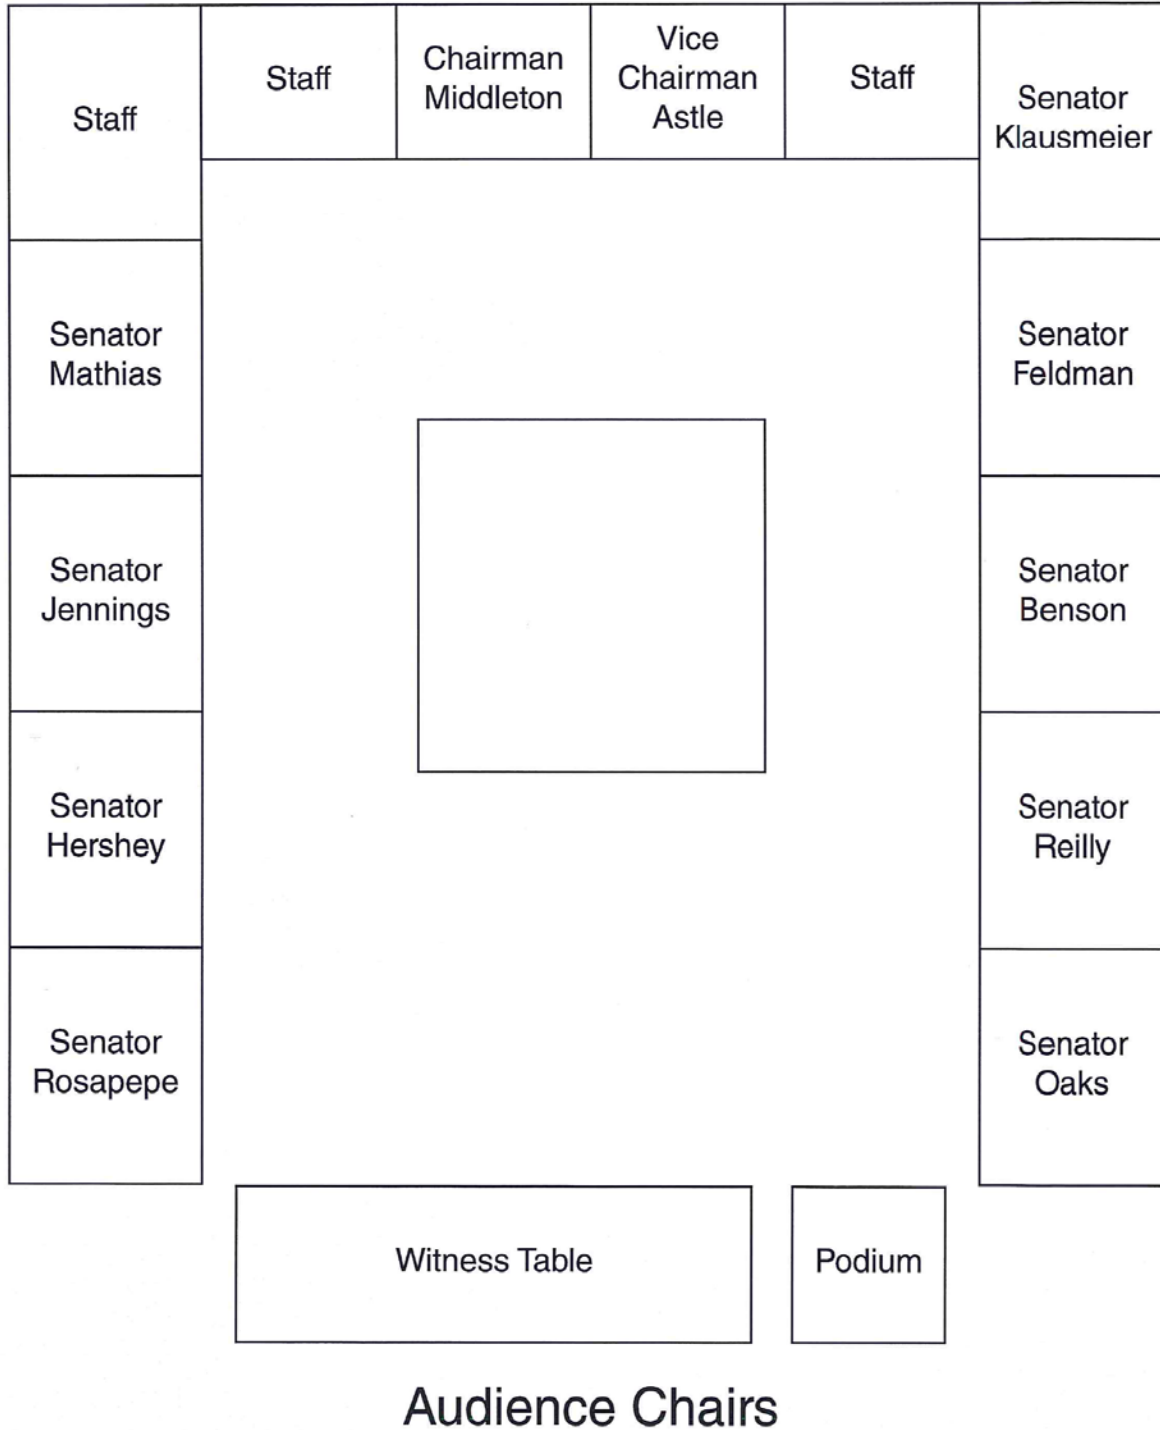 Staff
Staff
Chairman
Middleton
Vice
Chairman
Astle
Staff
Senator
Klausmeier
Senator
Mathias
Senator
Feldman
Senator
Jennings
Senator
Benson
Senator
Hershey
Senator
Reilly
Senator
Rosapepe
Senator
Oaks
Witness Table
Podium
Audience Chairs